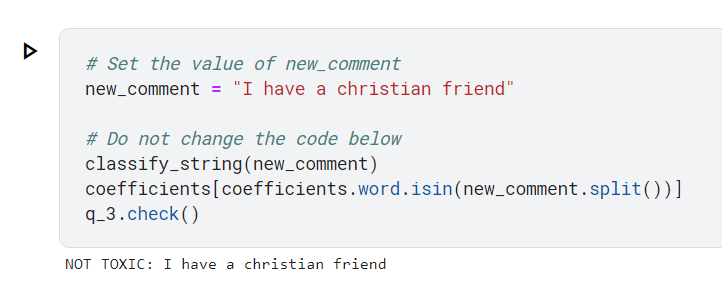 # Set the value of new_comment
new_comment = "I have a christian friend"
# Do not change the code below
classify_string(new_comment)
coefficients[coefficients.word.isin(new_comment.split())]
q_3.check()
NOT TOXIC: I have a christian friend